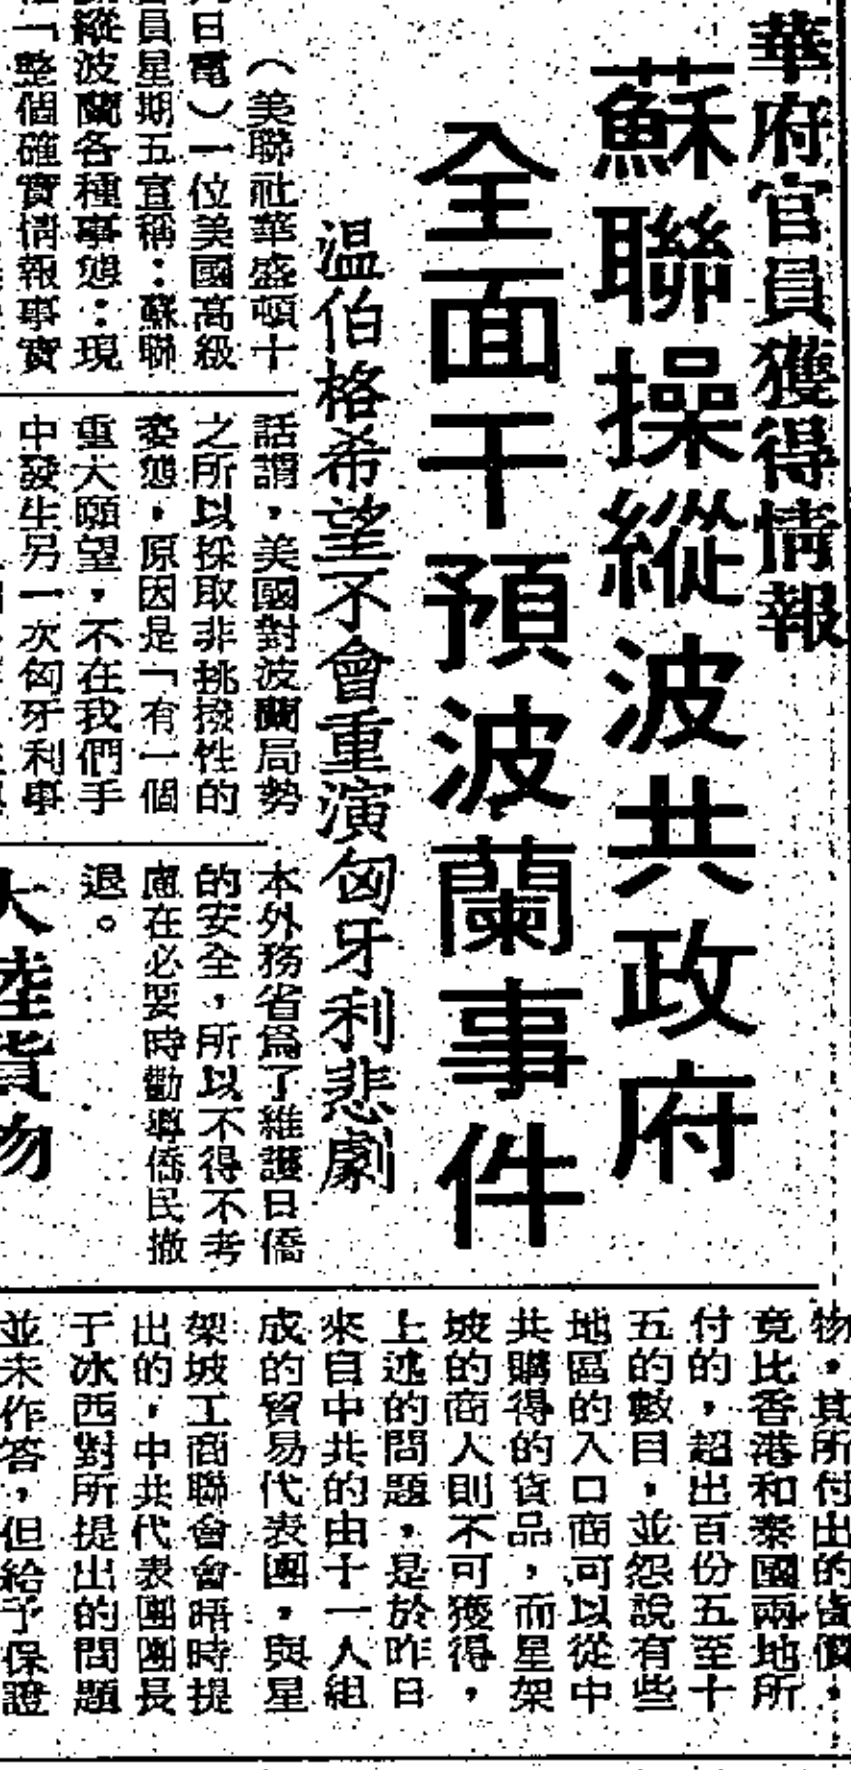 華府官員獲得情報
蘇聯操縱波共政府
全面干預波蘭事件
温伯格希望不會重演匈牙利悲劇
（美聯社華盛頓十
日電）一位美國高級
員星期五宣稱：蘇聯
縱波蘭各種事態：現
「整個確實情報事實
話謂，美國對波蘭局勢
之所以採取非挑撥性的
姿態，原因是「有一個
重大願望，不在我們手
中發生另一次匈牙利事
本外務省爲了維護日僑
的安全，所以不得不考
慮在必要時勸導僑民撤
退。
大陸貨物
物，其所付出的售價，
竟比香港和泰國兩地所
付的，超出百份五至十
五的數目，並怨說有些
地區的入口商可以從中
共購得的貨品，而星架
坡的商人則不可獲得，
上述的問題，是於昨日
來自中共的由十一人組
成的貿易代表團，與星
架坡工商聯會會晤時提
出的，中共代表團團長
于冰西對所提出的問題
並未作答，但給予保證